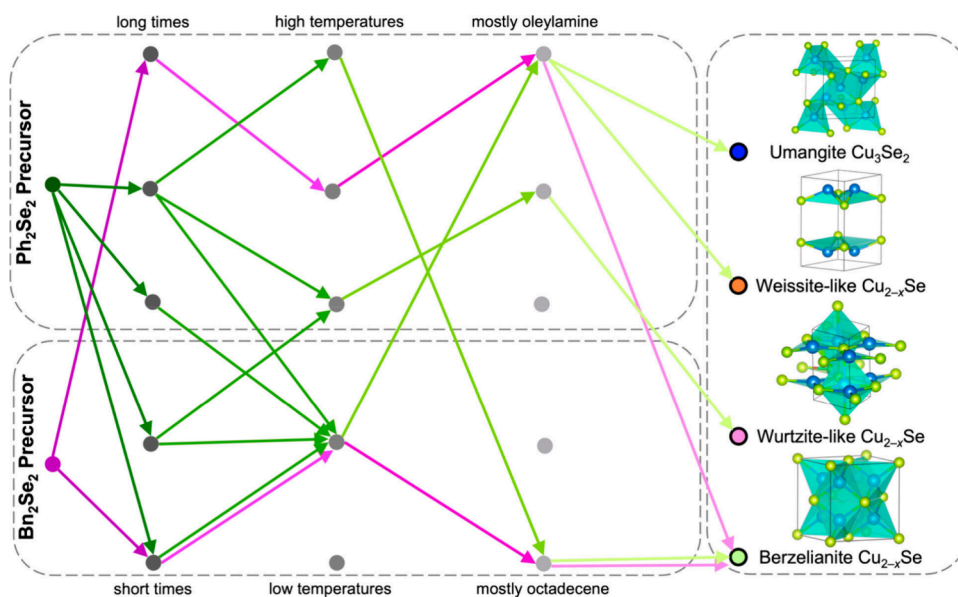 long times
high temperatures
mostly oleylamine
Ph₂Se₂ Precursor
Umangite Cu₃Se₂
Weissite-like Cu₂₋ₓSe
Bn₂Se₂ Precursor
Wurtzite-like Cu₂₋ₓSe
Berzelianite Cu₂₋ₓSe
short times
low temperatures
mostly octadecene